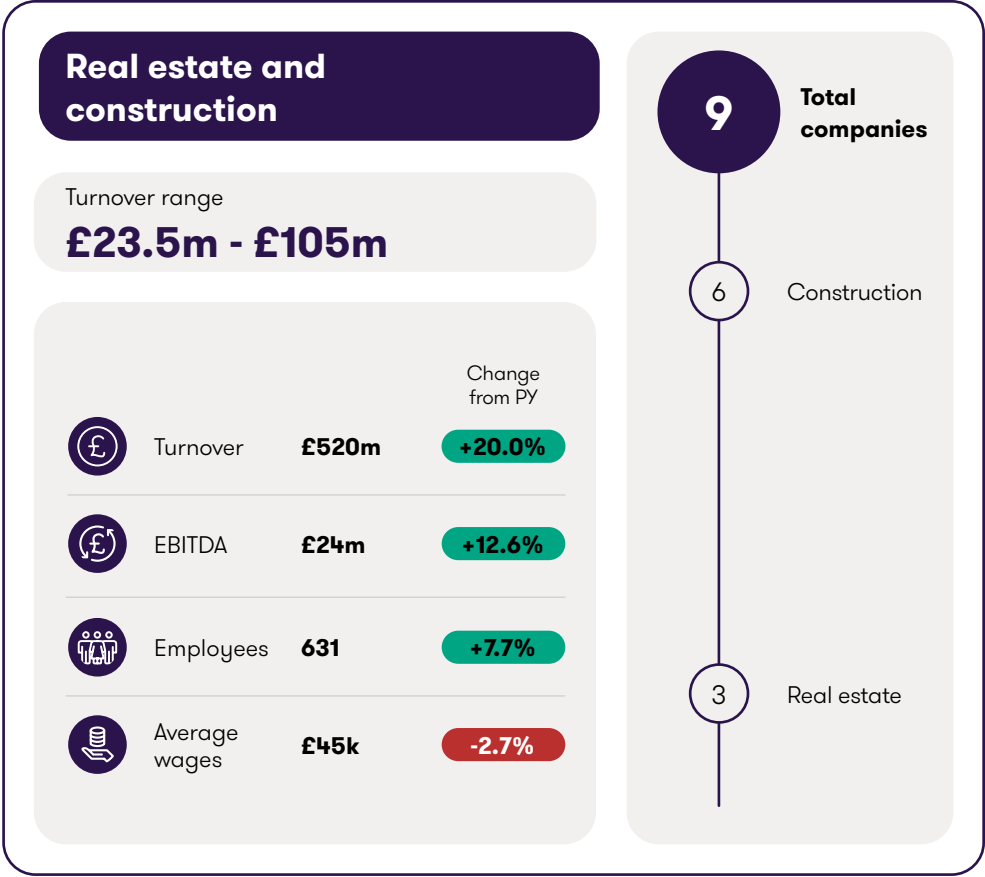 Real estate and
construction
Turnover range
£23.5m - £105m
Change
from PY
£
Turnover £520m +20.0%
£
EBITDA £24m +12.6%
Employees 631 +7.7%
Average
wages
£45k -2.7%
9
Total
companies
6 Construction
3 Real estate